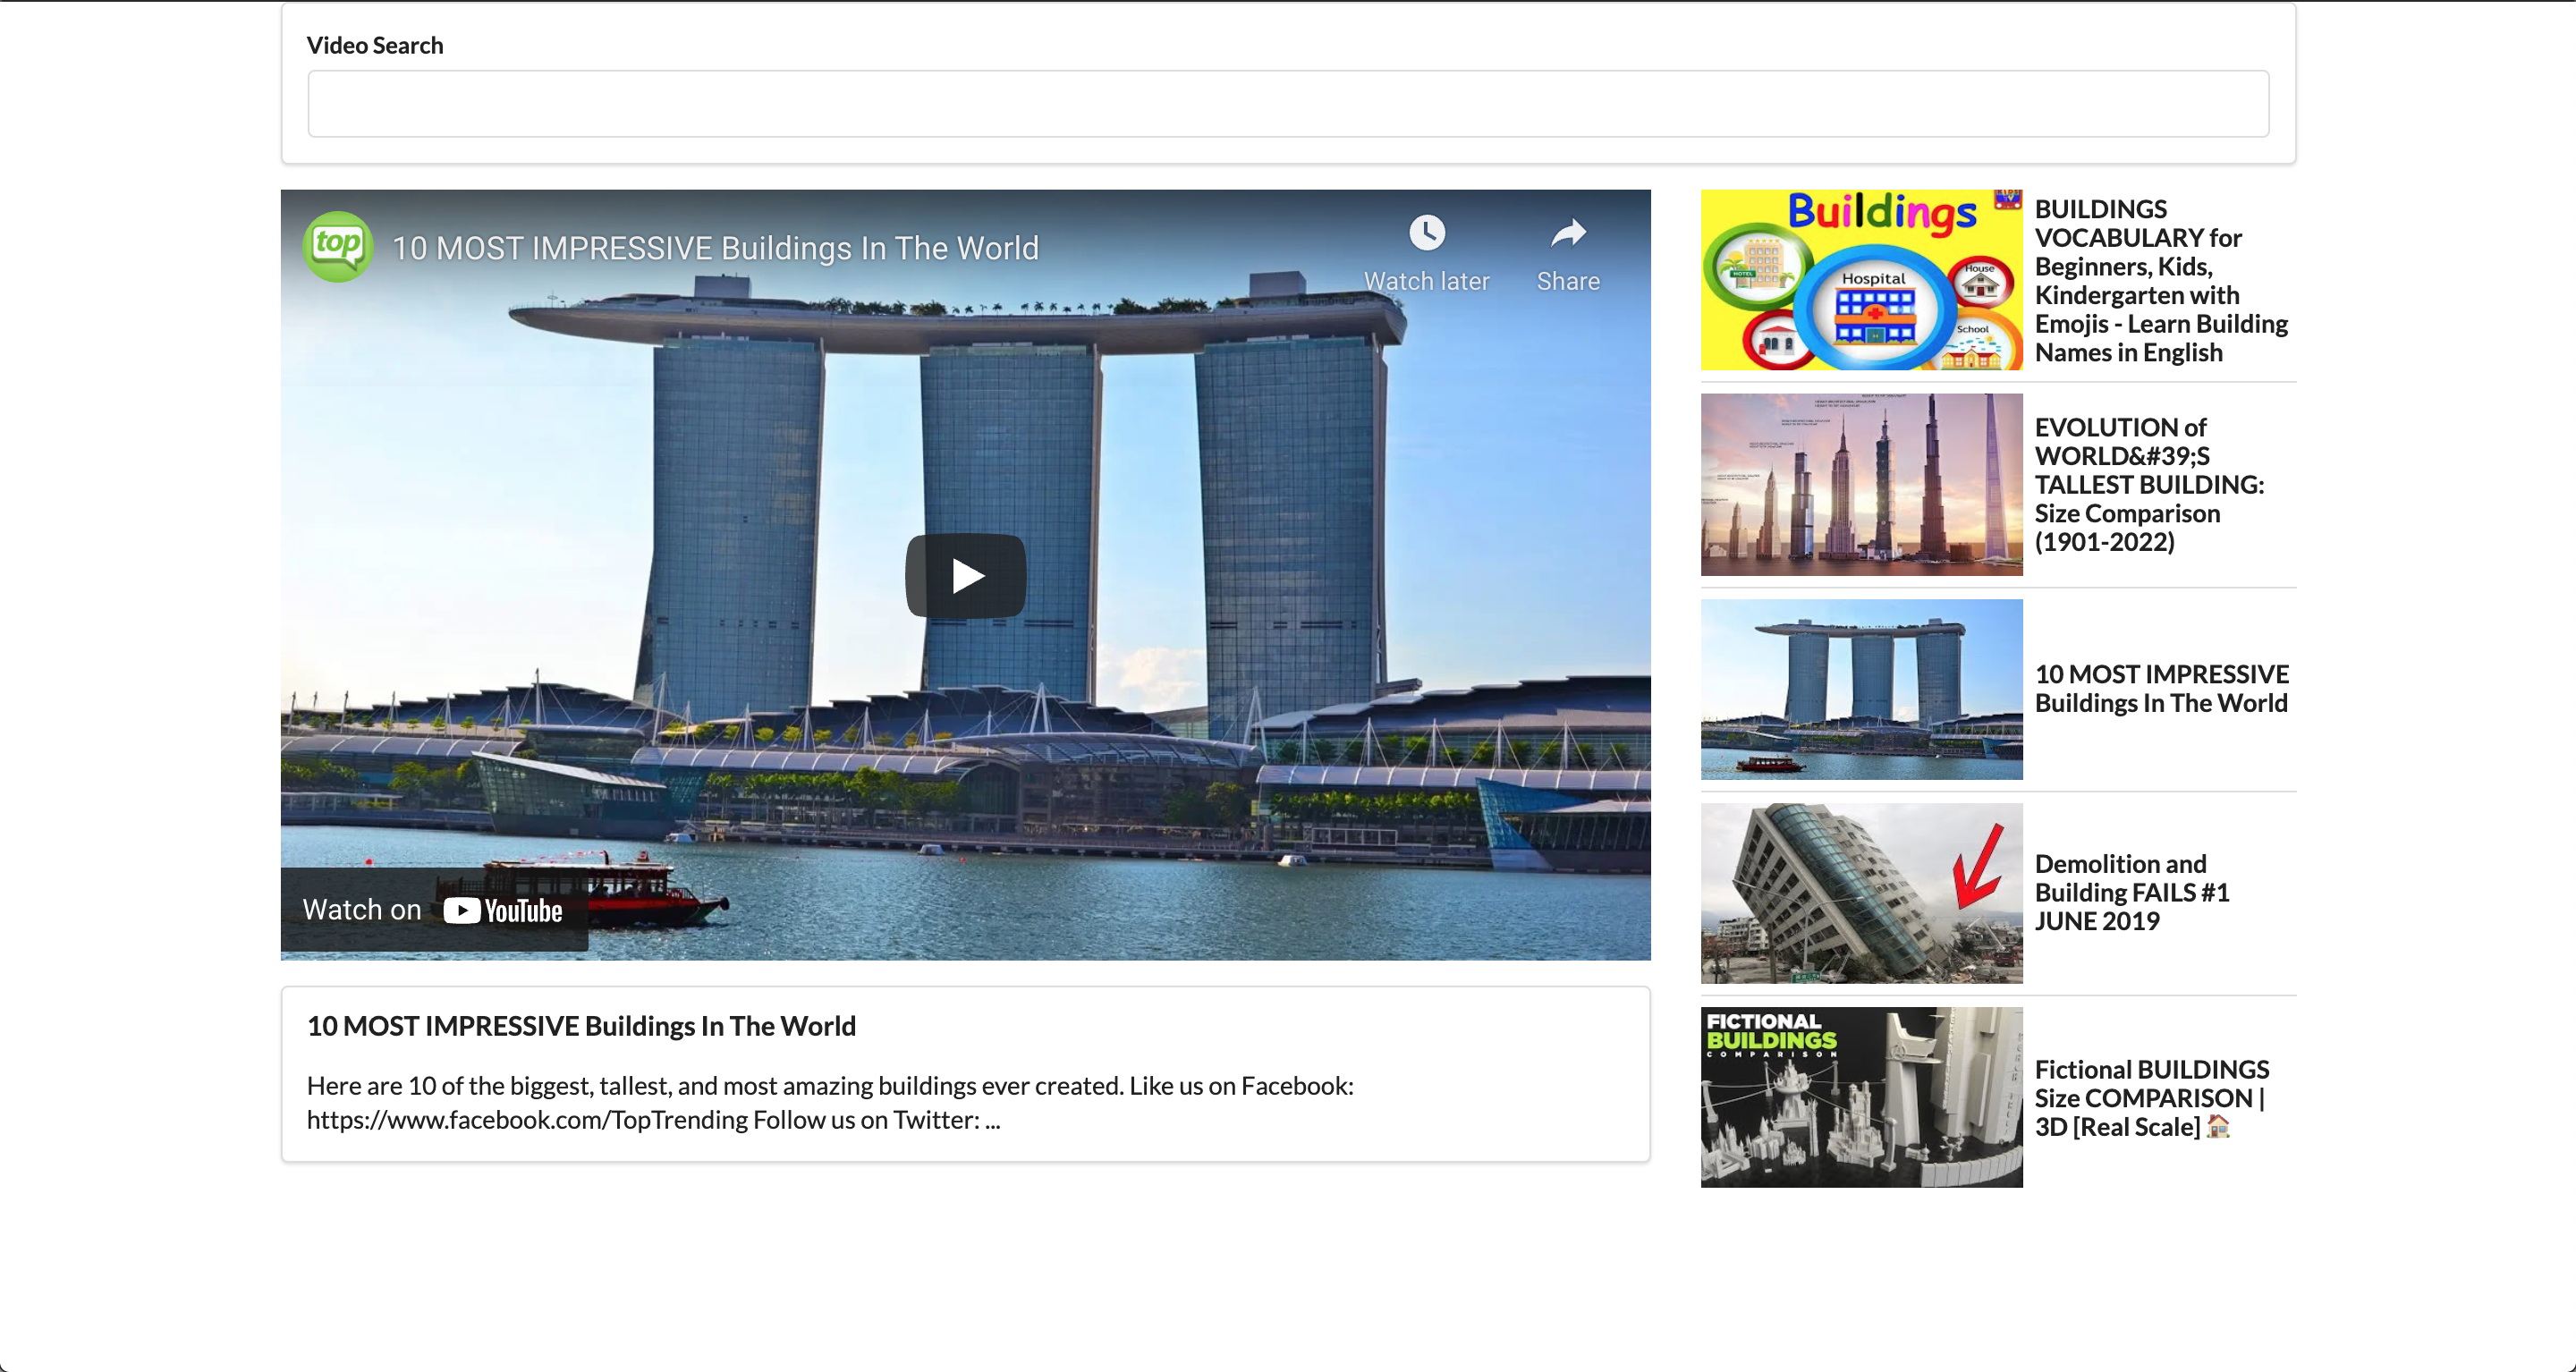 Video Search
top
10 MOST IMPRESSIVE Buildings In The World
Watch later
Share
Watch on YouTube
10 MOST IMPRESSIVE Buildings In The World
Here are 10 of the biggest, tallest, and most amazing buildings ever created. Like us on Facebook:
https://www.facebook.com/TopTrending Follow us on Twitter: ...
Buildings
HOTEL
Hospital
House
School
BUILDINGS
VOCABULARY for
Beginners, Kids,
Kindergarten with
Emojis - Learn Building
Names in English
EVOLUTION of
WORLD&#39;S
TALLEST BUILDING:
Size Comparison
(1901-2022)
10 MOST IMPRESSIVE
Buildings In The World
Demolition and
Building FAILS #1
JUNE 2019
FICTIONAL
BUILDINGS
COMPARISON
Fictional BUILDINGS
Size COMPARISON |
3D [Real Scale] 🏠